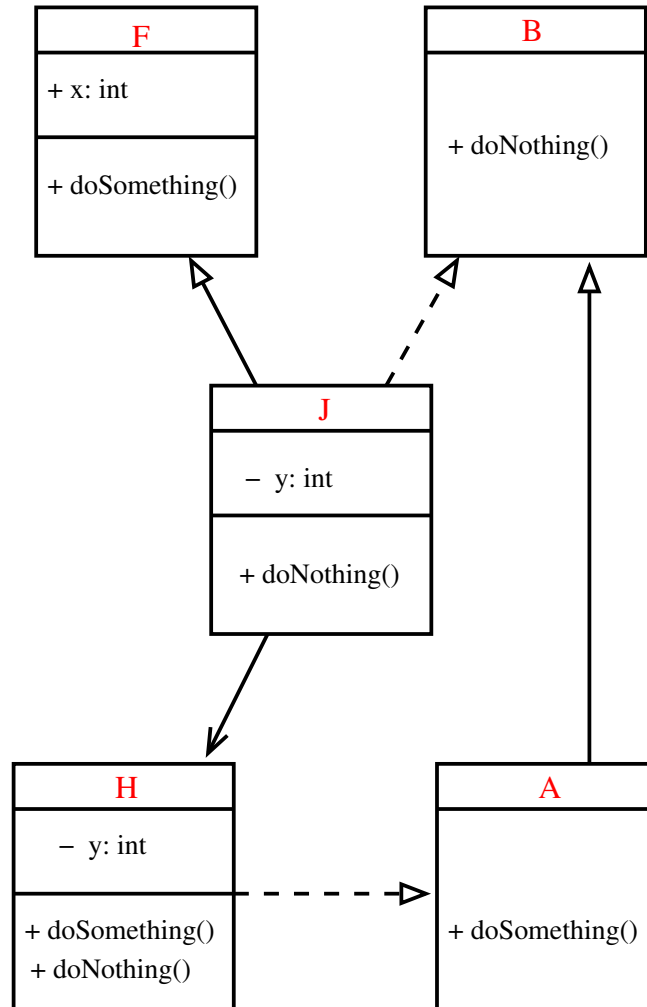 F
+ x: int
+ doSomething()
B
+ doNothing()
J
– y: int
+ doNothing()
H
– y: int
+ doSomething()
+ doNothing()
A
+ doSomething()